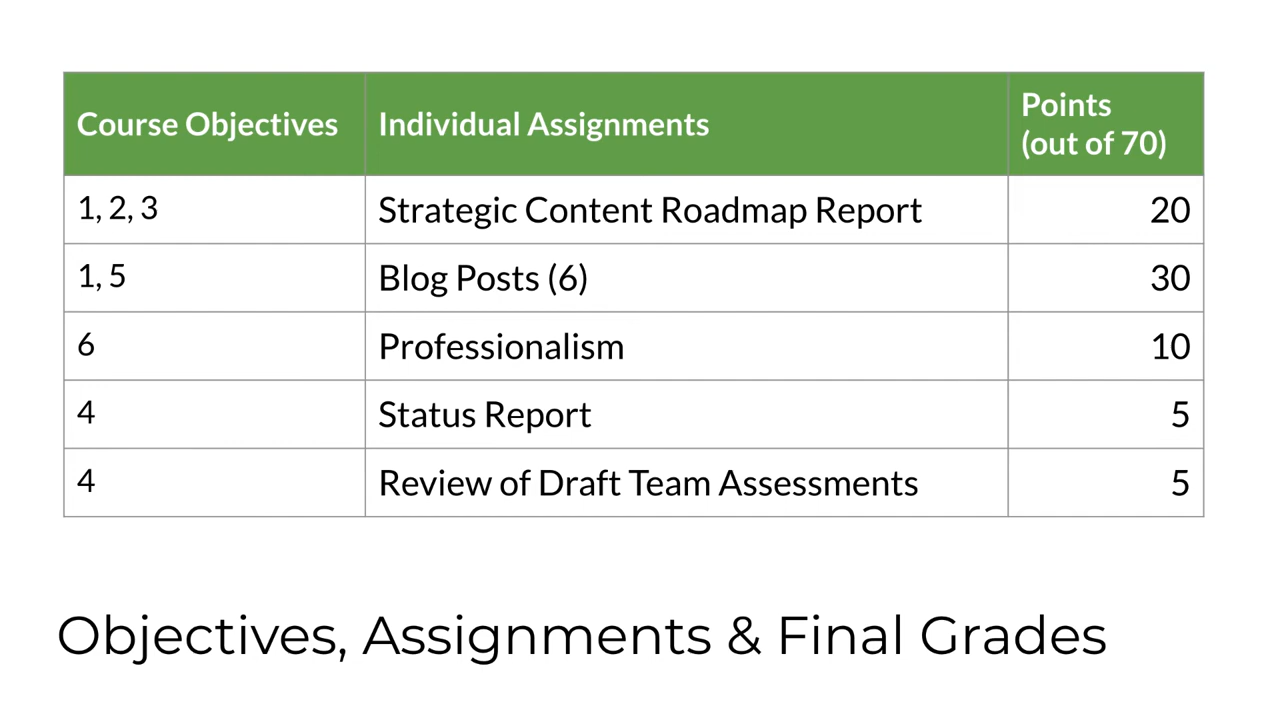 Course Objectives Individual Assignments Points
(out of 70)
1, 2, 3 Strategic Content Roadmap Report 20
1, 5 Blog Posts (6) 30
6 Professionalism 10
4 Status Report 5
4 Review of Draft Team Assessments 5
Objectives, Assignments & Final Grades